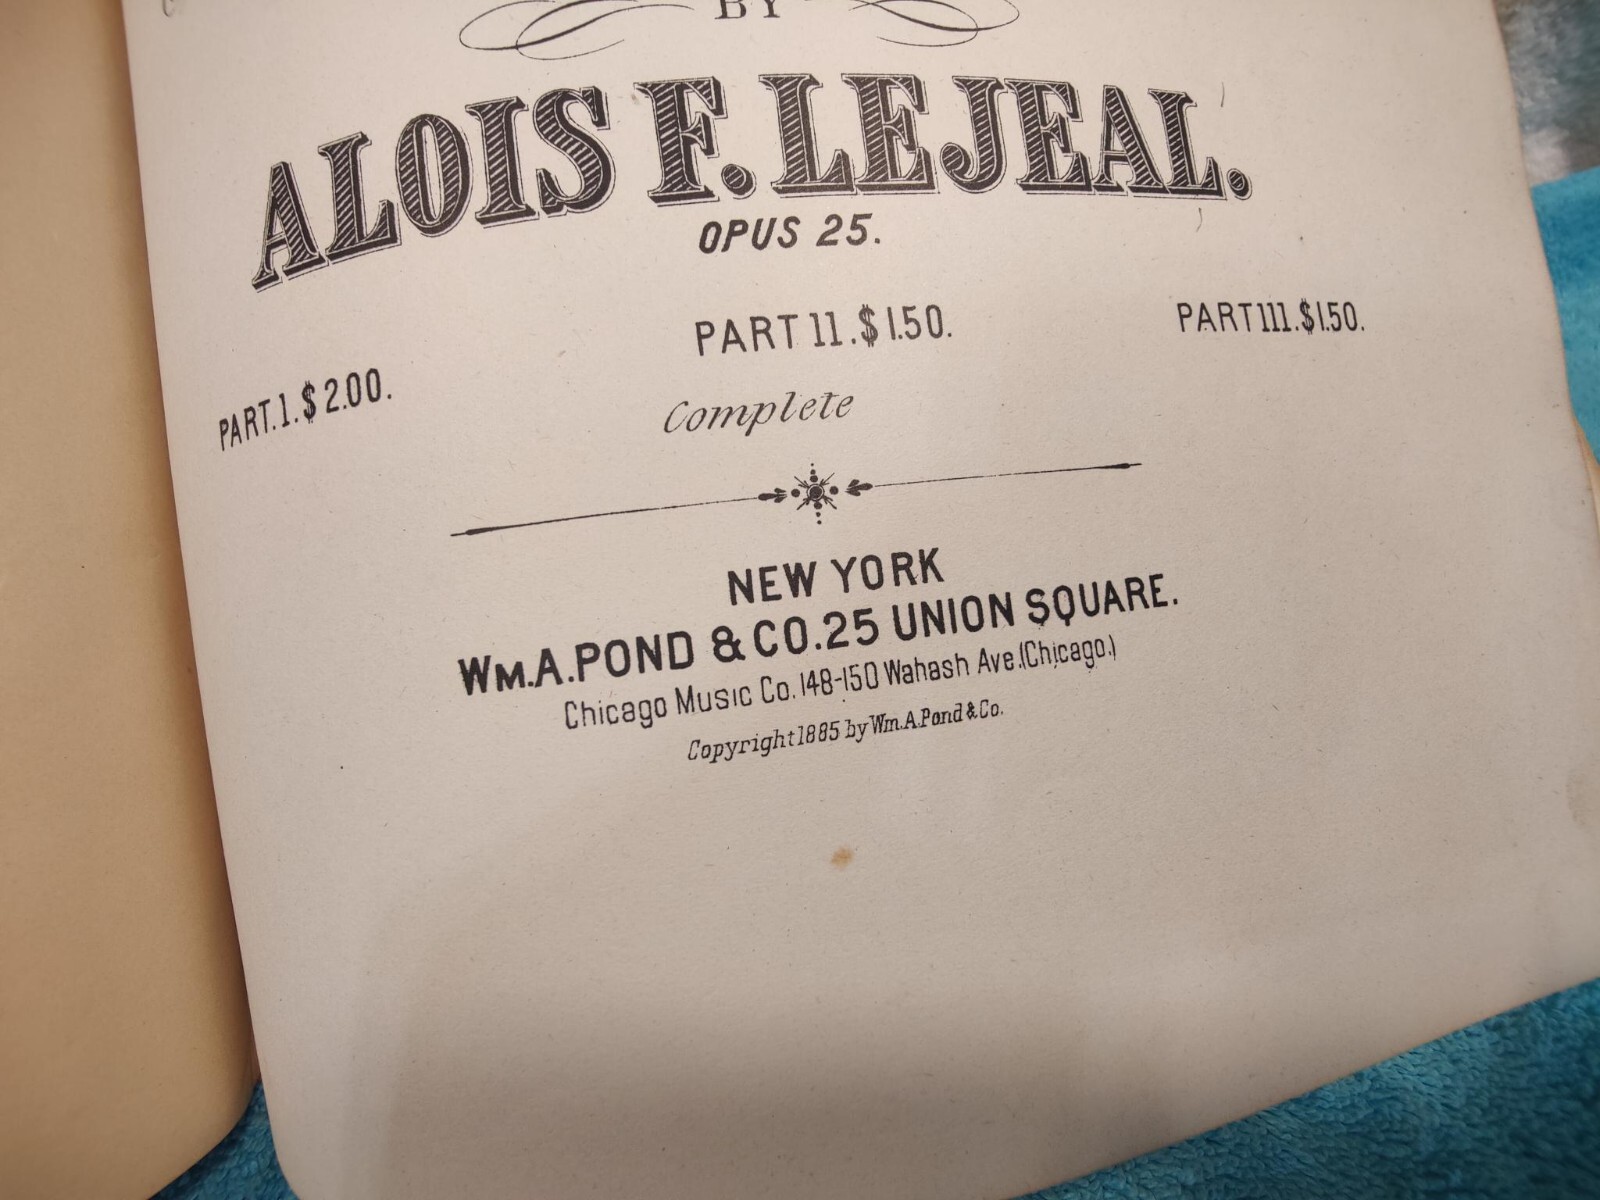 BY
ALOIS F. LEJEAL.
OPUS 25.
PART.1.$2.00.
PART 11.$1.50.
PART 111.$1.50.
Complete
NEW YORK
WM.A.POND & CO.25 UNION SQUARE.
Chicago Music Co.148-150 Wahash Ave.(Chicago.)
Copyright 1885 by Wm.A.Pond & Co.